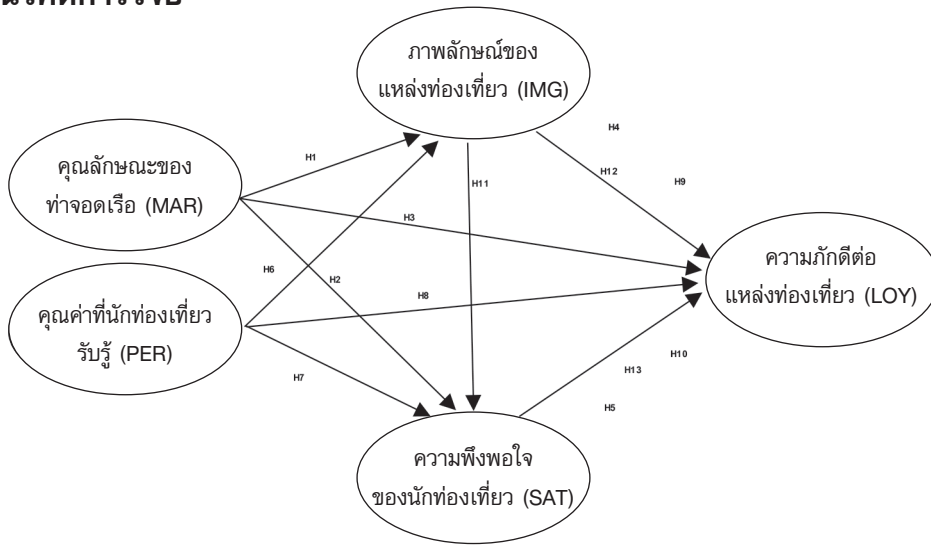 ภาพลักษณ์ของ
แหล่งท่องเที่ยว (IMG)
H4
คุณลักษณะของ
ท่าจอดเรือ (MAR)
H1
H11
H12
H9
H3
ความภักดีต่อ
แหล่งท่องเที่ยว (LOY)
คุณค่าที่นักท่องเที่ยว
รับรู้ (PER)
H6
H2
H8
H7
H13
H10
H5
ความพึงพอใจ
ของนักท่องเที่ยว (SAT)